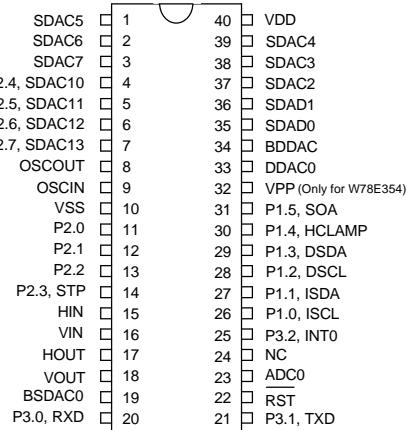 SDAC5 1 40 VDD
SDAC6 2 39 SDAC4
SDAC7 3 38 SDAC3
2.4, SDAC10 4 37 SDAC2
2.5, SDAC11 5 36 SDAD1
2.6, SDAC12 6 35 SDAD0
2.7, SDAC13 7 34 BDDAC
OSCOUT 8 33 DDAC0
OSCIN 9 32 VPP (Only for W78E354)
VSS 10 31 P1.5, SOA
P2.0 11 30 P1.4, HCLAMP
P2.1 12 29 P1.3, DSDA
P2.2 13 28 P1.2, DSCL
P2.3, STP 14 27 P1.1, ISDA
HIN 15 26 P1.0, ISCL
VIN 16 25 P3.2, INT0
HOUT 17 24 NC
VOUT 18 23 ADC0
BSDAC0 19 22 RST
P3.0, RXD 20 21 P3.1, TXD